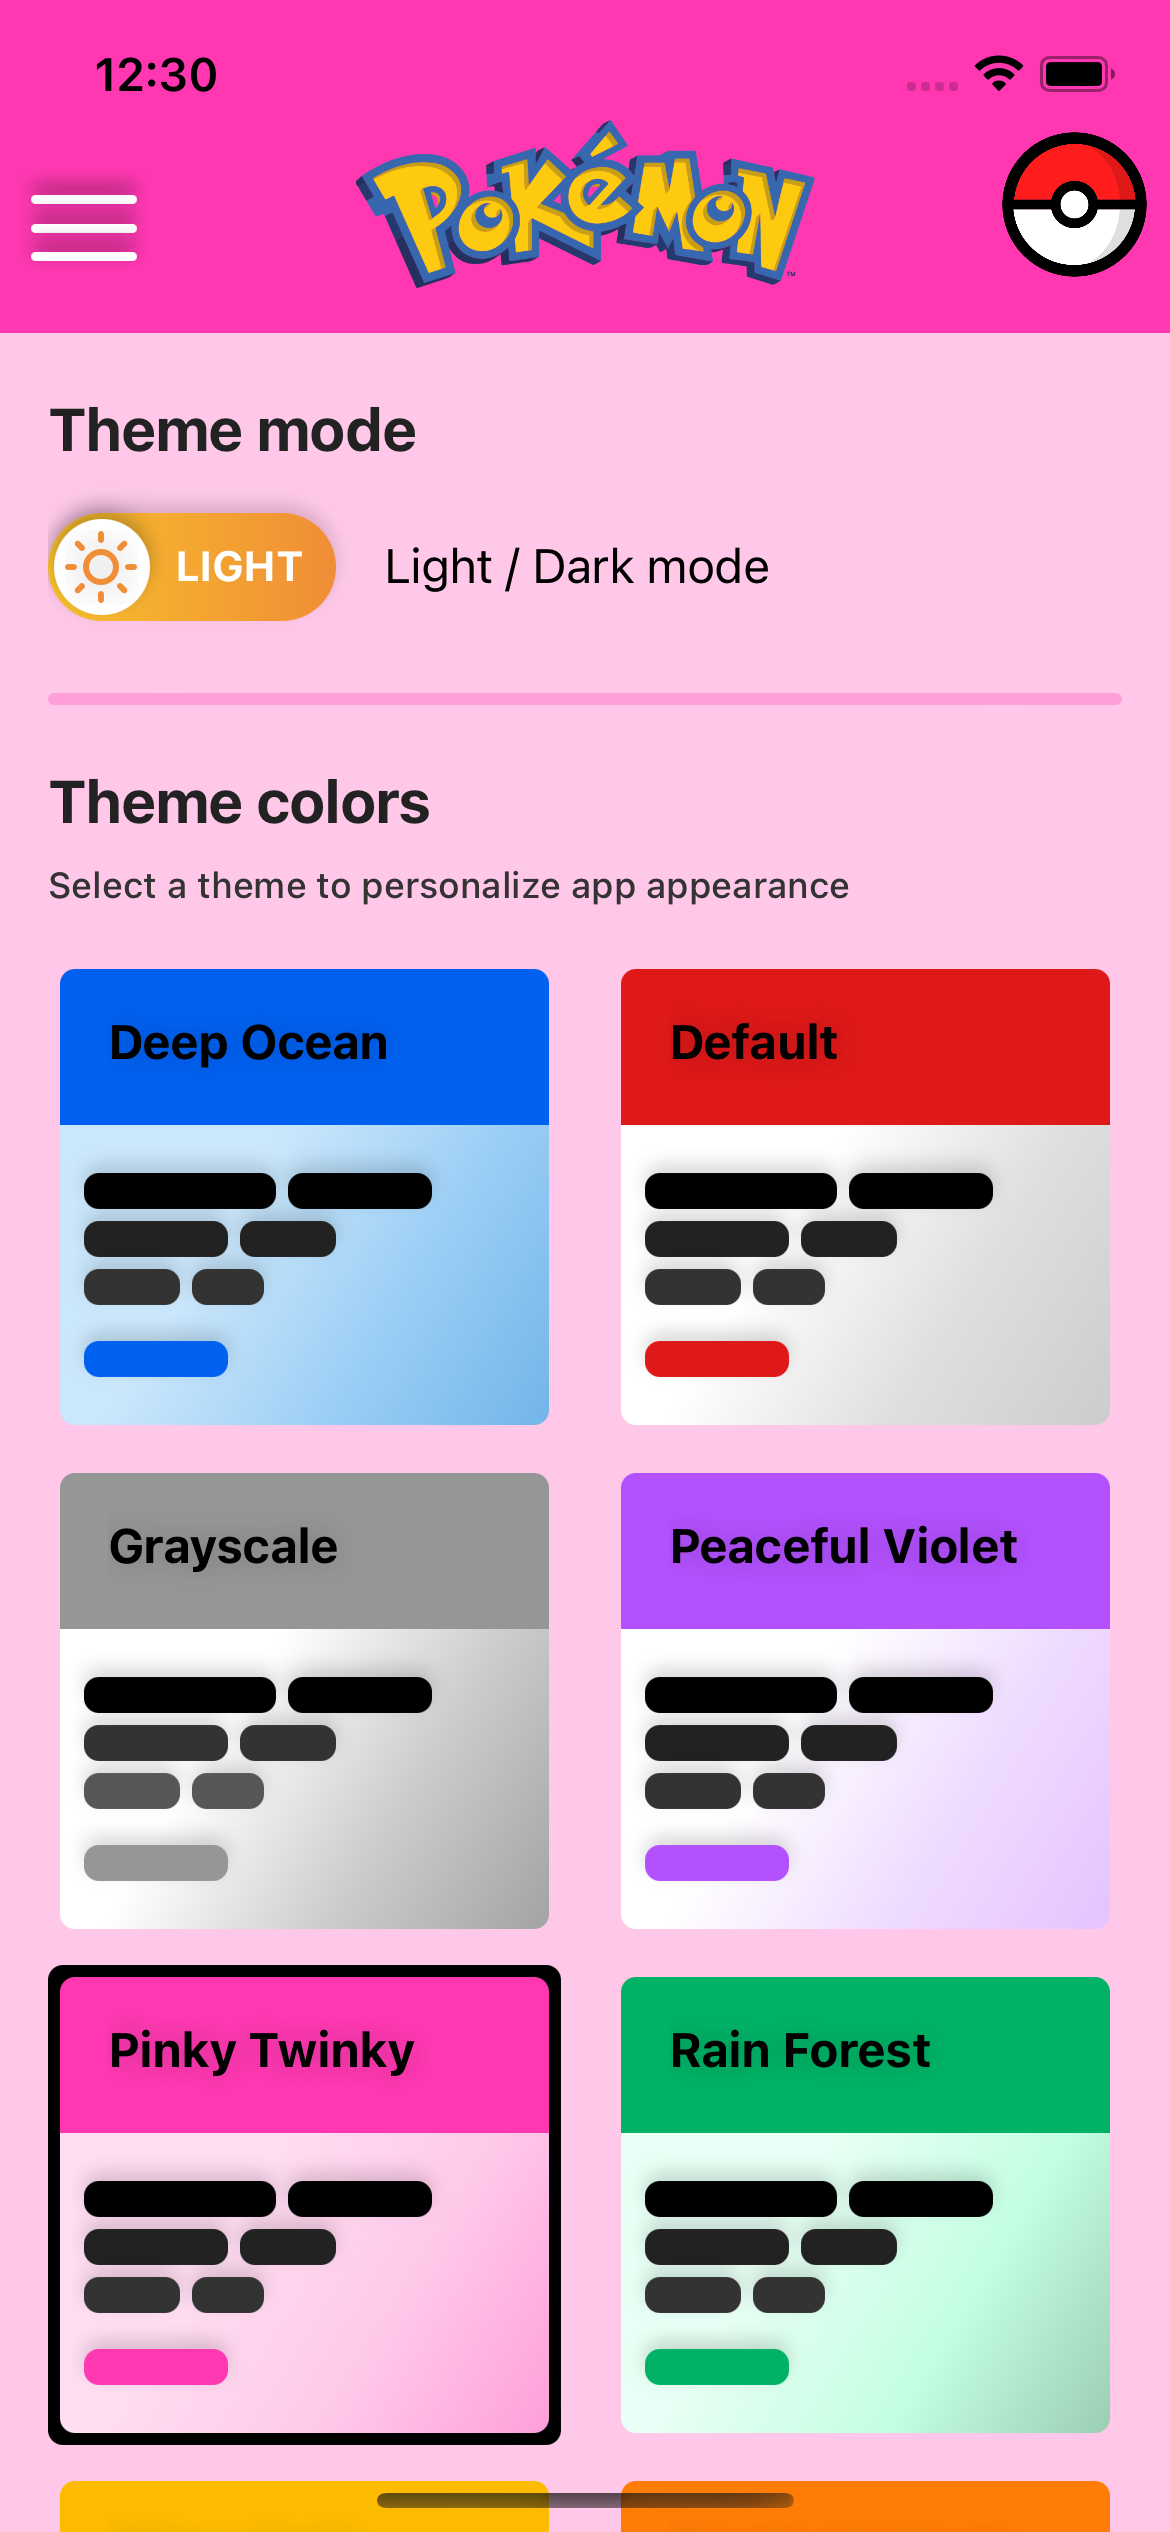 12:30
POKéMON
™
Theme mode
LIGHT
Light / Dark mode
Theme colors
Select a theme to personalize app appearance
Deep Ocean
Default
Grayscale
Peaceful Violet
Pinky Twinky
Rain Forest